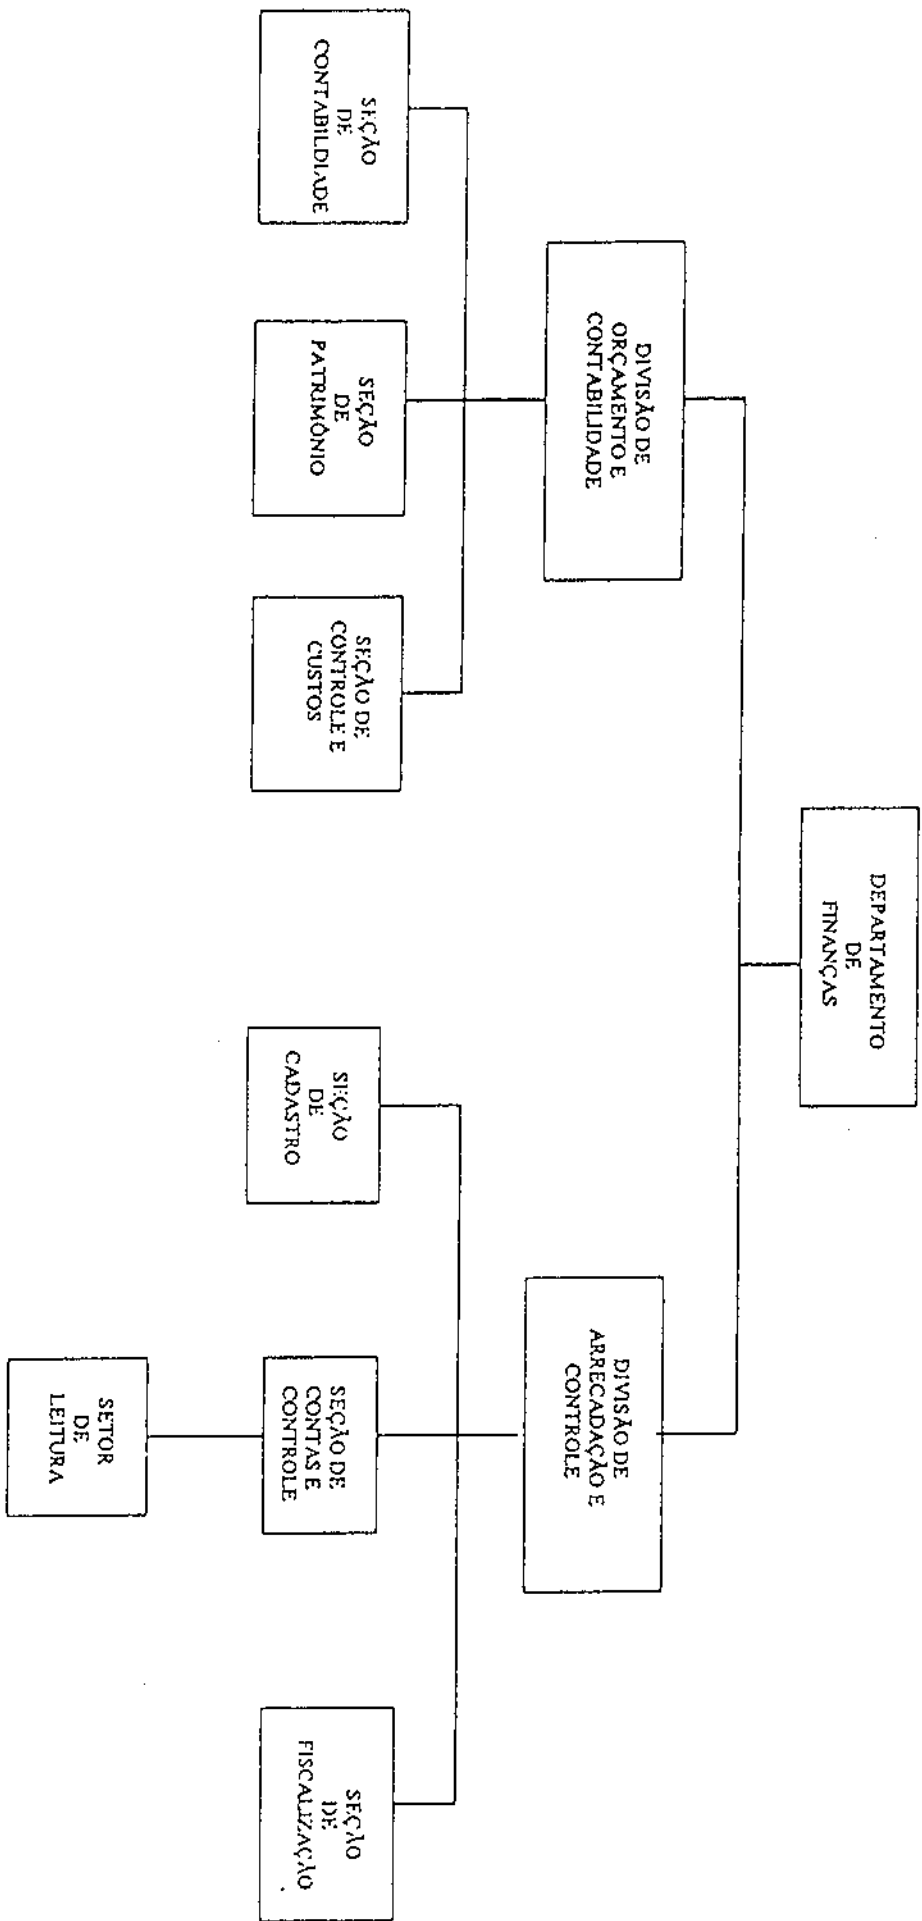 DEPARTAMENTO
DE
FINANÇAS
DIVISÃO DE
ORÇAMENTO E
CONTABILIDADE
DIVISÃO DE
ARRECADAÇÃO E
CONTROLE
SEÇÃO
DE
CONTABILDIADE
SEÇÃO
DE
PATRIMÔNIO
SEÇÃO DE
CONTROLE E
CUSTOS
SEÇÃO
DE
CADASTRO
SEÇÃO DE
CONTAS E
CONTROLE
SEÇÃO
DE
FISCALIZAÇÃO
SETOR
DE
LEITURA